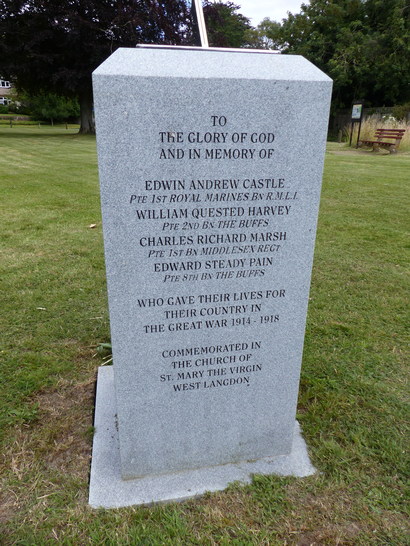 TO
THE GLORY OF GOD
AND IN MEMORY OF
EDWIN ANDREW CASTLE
PTE 1ST ROYAL MARINES BN R.M.L.I.
WILLIAM QUESTED HARVEY
PTE 2ND BN THE BUFFS
CHARLES RICHARD MARSH
PTE 1ST BN MIDDLESEX REGT
EDWARD STEADY PAIN
PTE 8TH BN THE BUFFS
WHO GAVE THEIR LIVES FOR
THEIR COUNTRY IN
THE GREAT WAR 1914 - 1918
COMMEMORATED IN
THE CHURCH OF
ST. MARY THE VIRGIN
WEST LANGDON